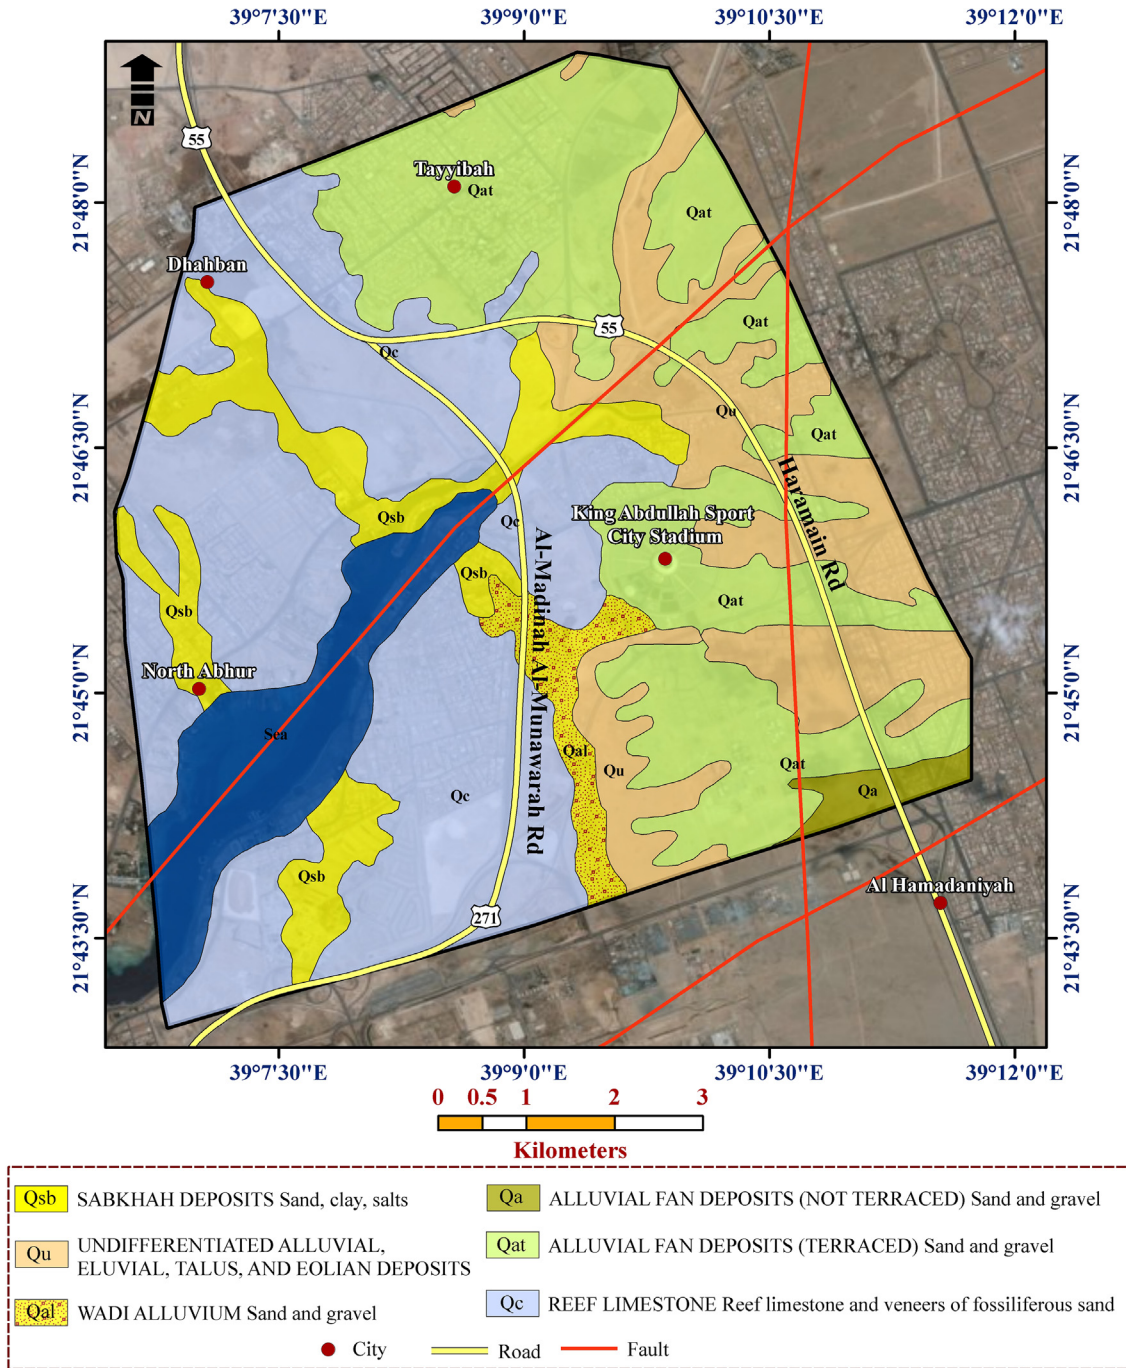 39°7'30"E
39°9'0"E
39°10'30"E
39°12'0"E
N
55
21°48'0"N
21°48'0"N
Tayyibah
Qat
Qat
Dhahban
Qat
55
Qc
Qu
Qat
21°46'30"N
21°46'30"N
Haramain Rd
Qsb
Qc
King Abdullah Sport
City Stadium
Al-Madinah Al-Munawarah Rd
Qsb
Qsb
Qat
North Abhur
21°45'0"N
21°45'0"N
Sea
Qal
Qu
Qat
Qc
Qa
Qsb
Al Hamadaniyah
271
21°43'30"N
21°43'30"N
39°7'30"E
39°9'0"E
39°10'30"E
39°12'0"E
0 0.5 1 2 3
Kilometers
Qsb SABKHAH DEPOSITS Sand, clay, salts
Qu UNDIFFERENTIATED ALLUVIAL,
ELUVIAL, TALUS, AND EOLIAN DEPOSITS
Qal WADI ALLUVIUM Sand and gravel
Qa ALLUVIAL FAN DEPOSITS (NOT TERRACED) Sand and gravel
Qat ALLUVIAL FAN DEPOSITS (TERRACED) Sand and gravel
Qc REEF LIMESTONE Reef limestone and veneers of fossiliferous sand
City
Road
Fault